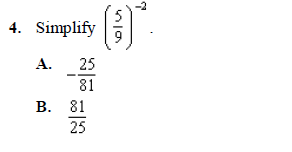 4. Simplify (5/9)^-2.
A. -25/81
B. 81/25